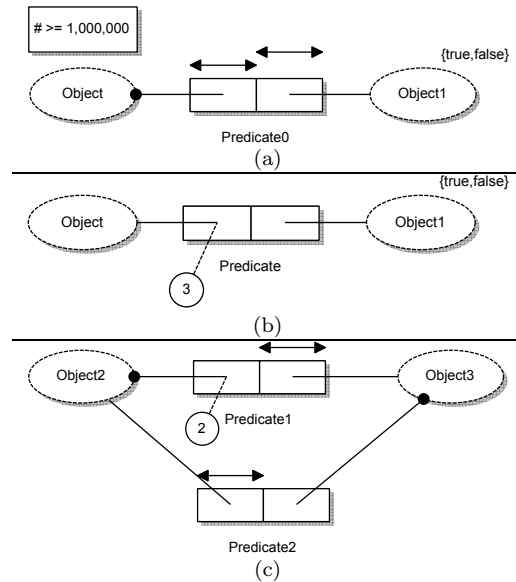 # >= 1,000,000
{true,false}
Object
Object1
Predicate0
(a)
{true,false}
Object
Object1
3
Predicate
(b)
Object2
Object3
2
Predicate1
Predicate2
(c)